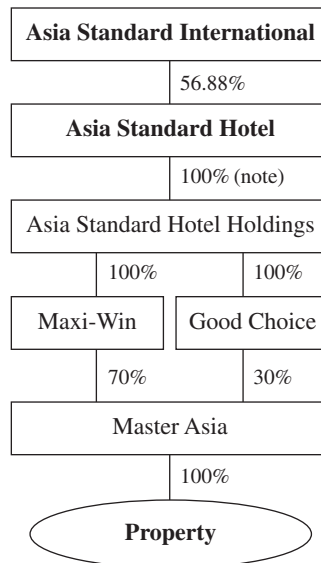 Asia Standard International
56.88%
Asia Standard Hotel
100% (note)
Asia Standard Hotel Holdings
100% 100%
Maxi-Win Good Choice
70% 30%
Master Asia
100%
Property